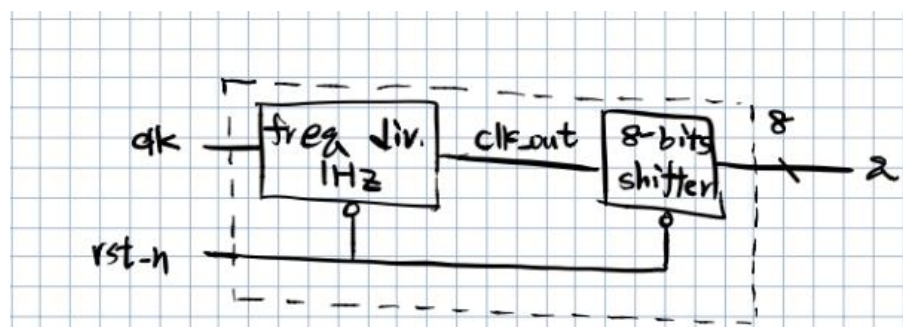 clk
freq div.
1HZ
clk_out
8-bits
shifter
8
rst_n